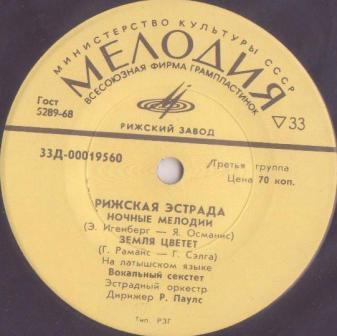 МИНИСТЕРСТВО КУЛЬТУРЫ СССР
МЕЛОДИЯ
ВСЕСОЮЗНАЯ ФИРМА ГРАМПЛАСТИНОК
Гост
5289-68
РИЖСКИЙ ЗАВОД
▽33
33Д-00019560
/Третья группа
Цена 70 коп.
РИЖСКАЯ ЭСТРАДА
НОЧНЫЕ МЕЛОДИИ
(Э. Игенберг — Я. Османис)
ЗЕМЛЯ ЦВЕТЕТ
(Г. Рамайс — Г. Сэлга)
На латышском языке
Вокальный секстет
Эстрадный оркестр
Дирижер Р. Паулс
Тип. РЗГ